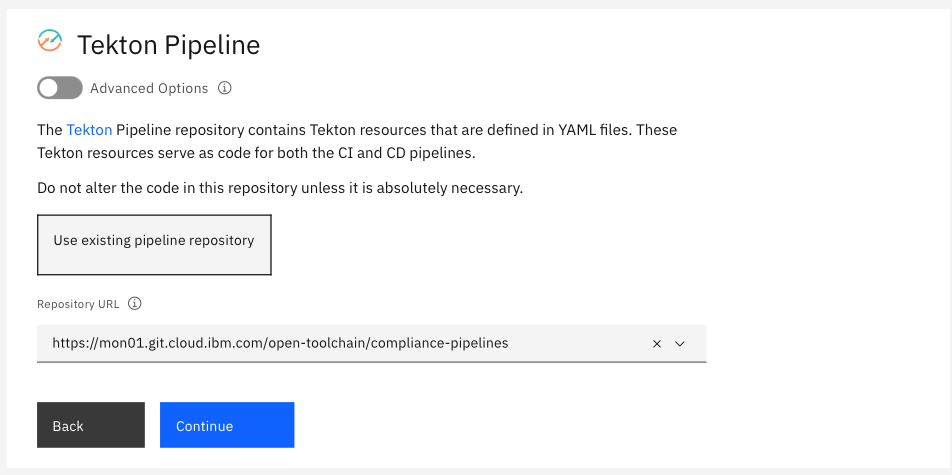 Tekton Pipeline
Advanced Options
The Tekton Pipeline repository contains Tekton resources that are defined in YAML files. These
Tekton resources serve as code for both the CI and CD pipelines.
Do not alter the code in this repository unless it is absolutely necessary.
Use existing pipeline repository
Repository URL
https://mon01.git.cloud.ibm.com/open-toolchain/compliance-pipelines
Back
Continue